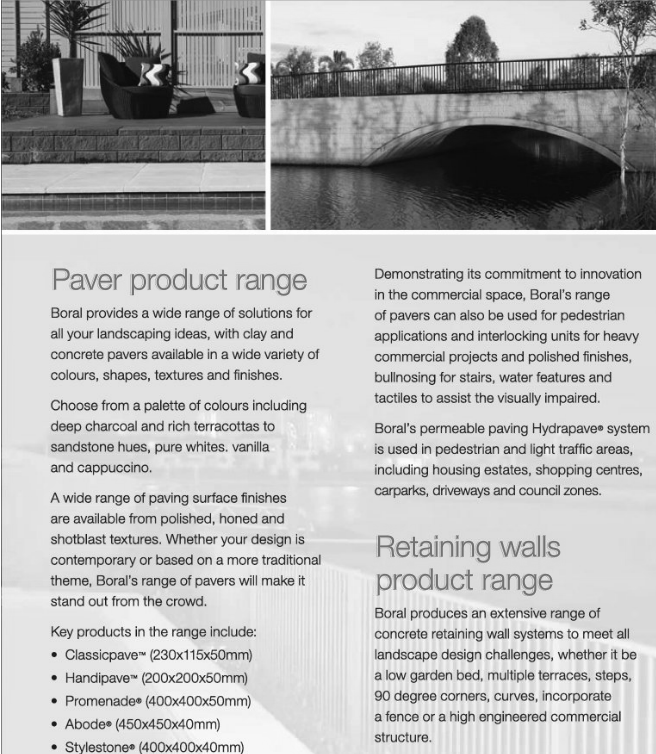 Paver product range
Boral provides a wide range of solutions for
all your landscaping ideas, with clay and
concrete pavers available in a wide variety of
colours, shapes, textures and finishes.
Choose from a palette of colours including
deep charcoal and rich terracottas to
sandstone hues, pure whites. vanilla
and cappuccino.
A wide range of paving surface finishes
are available from polished, honed and
shotblast textures. Whether your design is
contemporary or based on a more traditional
theme, Boral's range of pavers will make it
stand out from the crowd.
Key products in the range include:
• Classicpave™ (230x115x50mm)
• Handipave™ (200x200x50mm)
• Promenade® (400x400x50mm)
• Abode® (450x450x40mm)
• Stylestone® (400x400x40mm)
Demonstrating its commitment to innovation
in the commercial space, Boral's range
of pavers can also be used for pedestrian
applications and interlocking units for heavy
commercial projects and polished finishes,
bullnosing for stairs, water features and
tactiles to assist the visually impaired.
Boral's permeable paving Hydrapave® system
is used in pedestrian and light traffic areas,
including housing estates, shopping centres,
carparks, driveways and council zones.
Retaining walls
product range
Boral produces an extensive range of
concrete retaining wall systems to meet all
landscape design challenges, whether it be
a low garden bed, multiple terraces, steps,
90 degree corners, curves, incorporate
a fence or a high engineered commercial
structure.